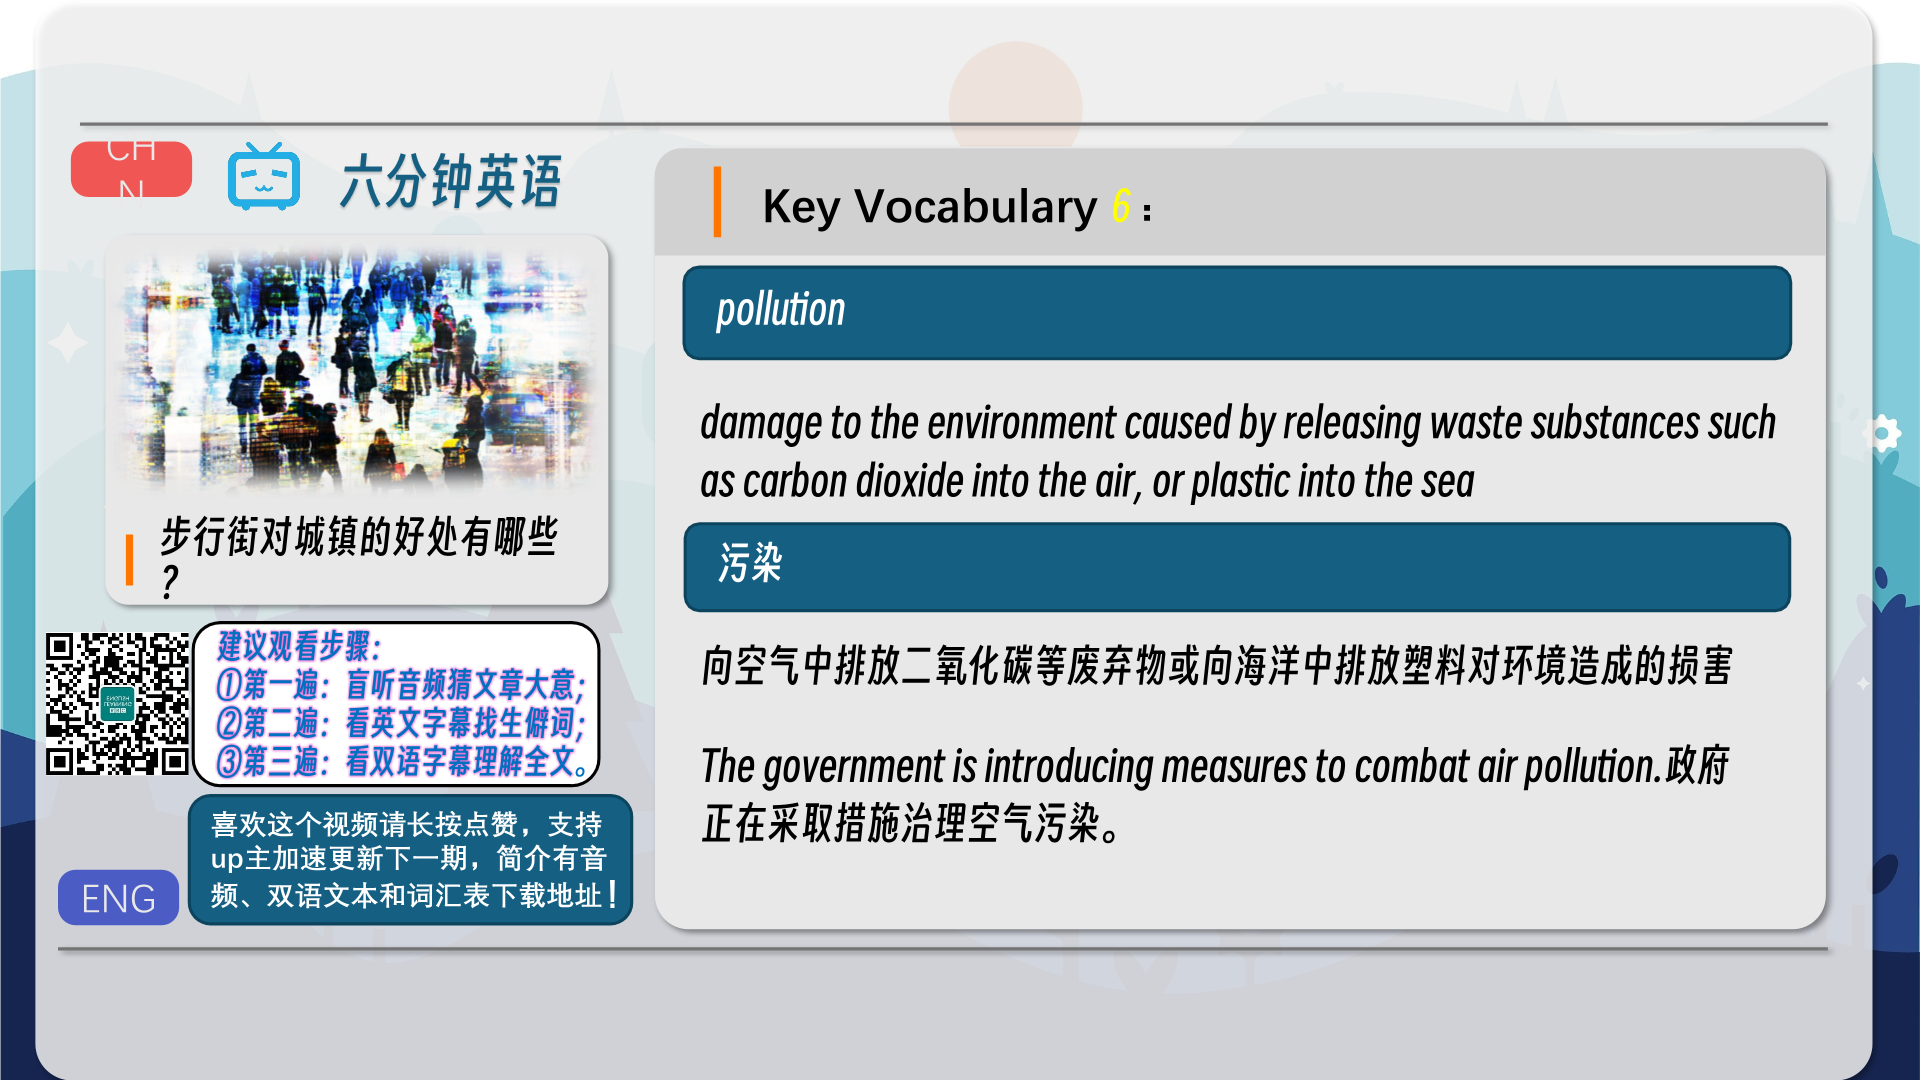 CH
N
六分钟英语
步行街对城镇的好处有哪些
？
建议观看步骤：
①第一遍：盲听音频猜文章大意；
②第二遍：看英文字幕找生僻词；
③第三遍：看双语字幕理解全文。
喜欢这个视频请长按点赞，支持
up主加速更新下一期，简介有音
频、双语文本和词汇表下载地址！
ENG
Key Vocabulary 6：
pollution
damage to the environment caused by releasing waste substances such
as carbon dioxide into the air, or plastic into the sea
污染
向空气中排放二氧化碳等废弃物或向海洋中排放塑料对环境造成的损害
The government is introducing measures to combat air pollution.政府
正在采取措施治理空气污染。